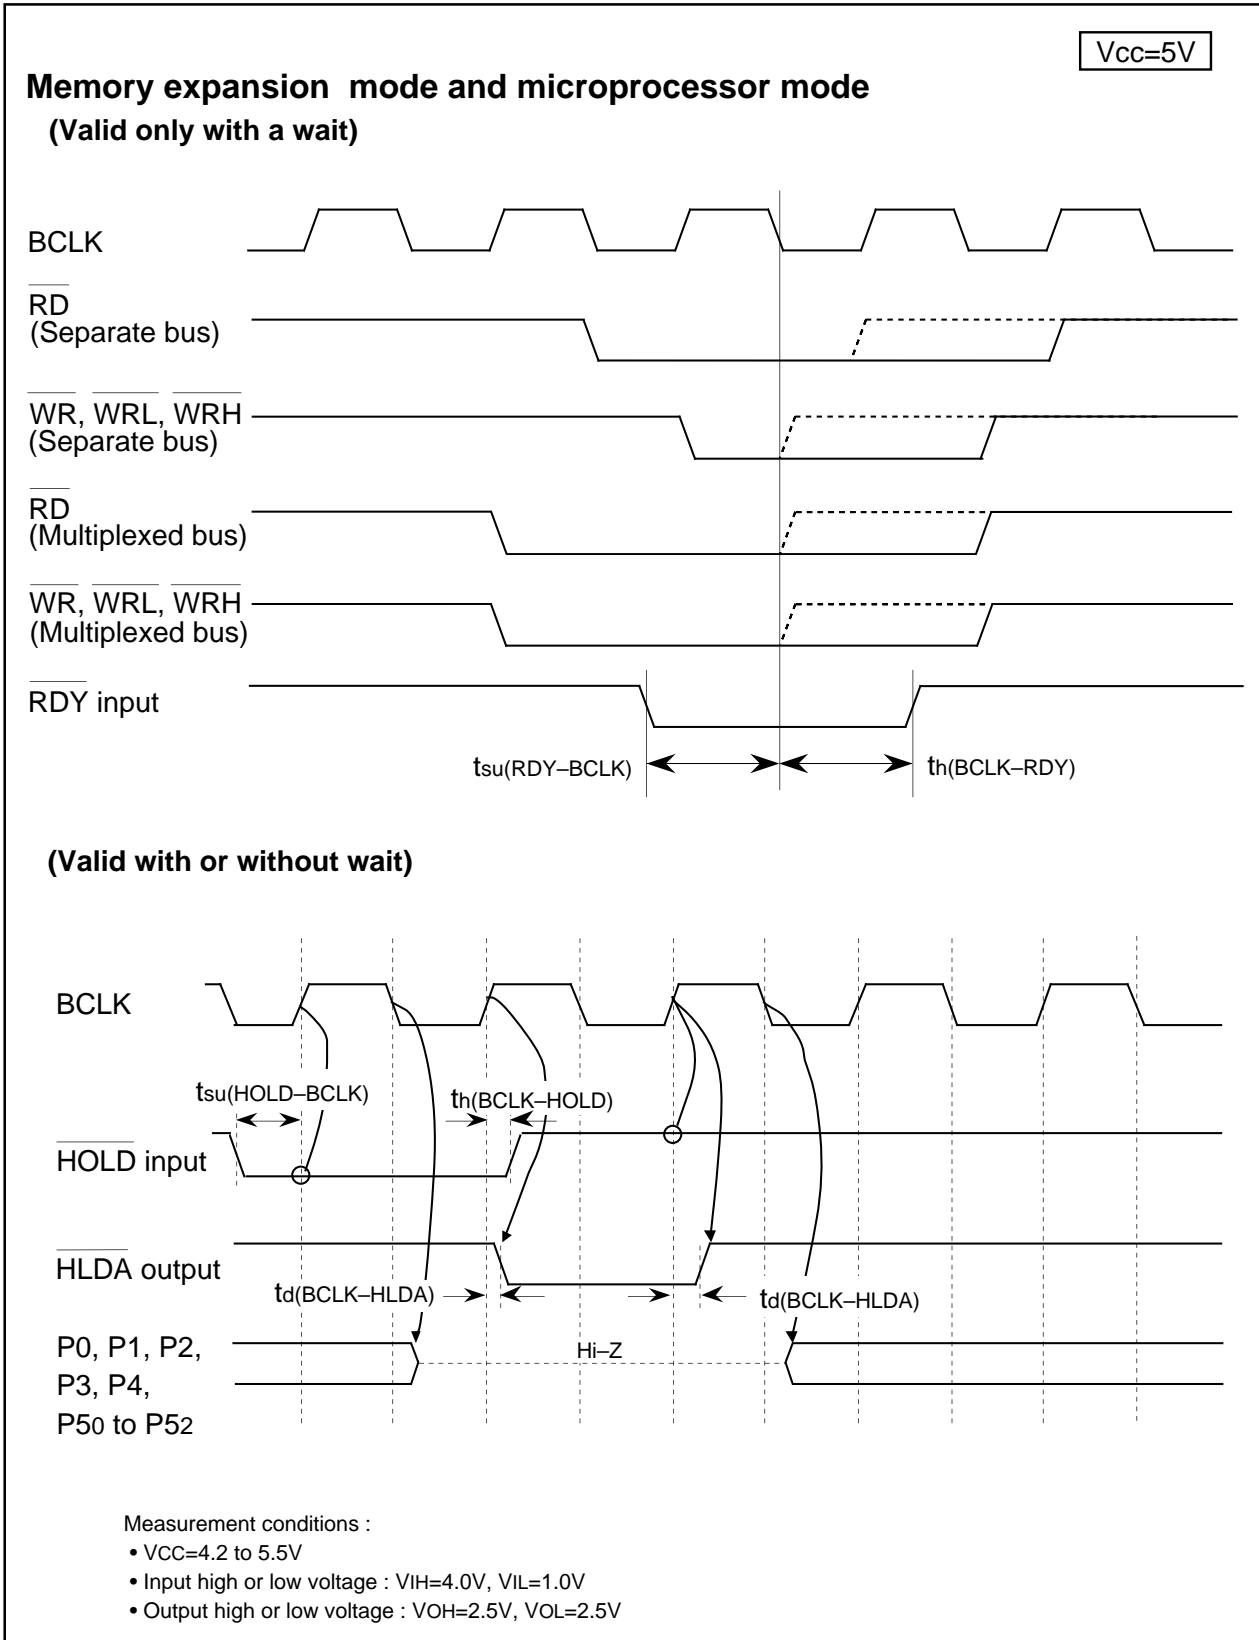 Vcc=5V
Memory expansion mode and microprocessor mode
(Valid only with a wait)
BCLK
RD
(Separate bus)
WR, WRL, WRH
(Separate bus)
RD
(Multiplexed bus)
WR, WRL, WRH
(Multiplexed bus)
RDY input
tsu(RDY–BCLK)
th(BCLK–RDY)
(Valid with or without wait)
BCLK
tsu(HOLD–BCLK)
th(BCLK–HOLD)
HOLD input
HLDA output
td(BCLK–HLDA)
td(BCLK–HLDA)
P0, P1, P2,
P3, P4,
P50 to P52
Hi–Z
Measurement conditions :
• VCC=4.2 to 5.5V
• Input high or low voltage : VIH=4.0V, VIL=1.0V
• Output high or low voltage : VOH=2.5V, VOL=2.5V